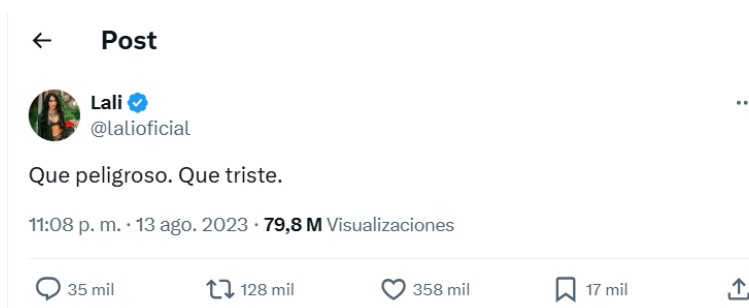 Post
Lali
@lalioficial
Que peligroso. Que triste.
11:08 p. m. · 13 ago. 2023 · 79,8 M Visualizaciones
35 mil 128 mil 358 mil 17 mil